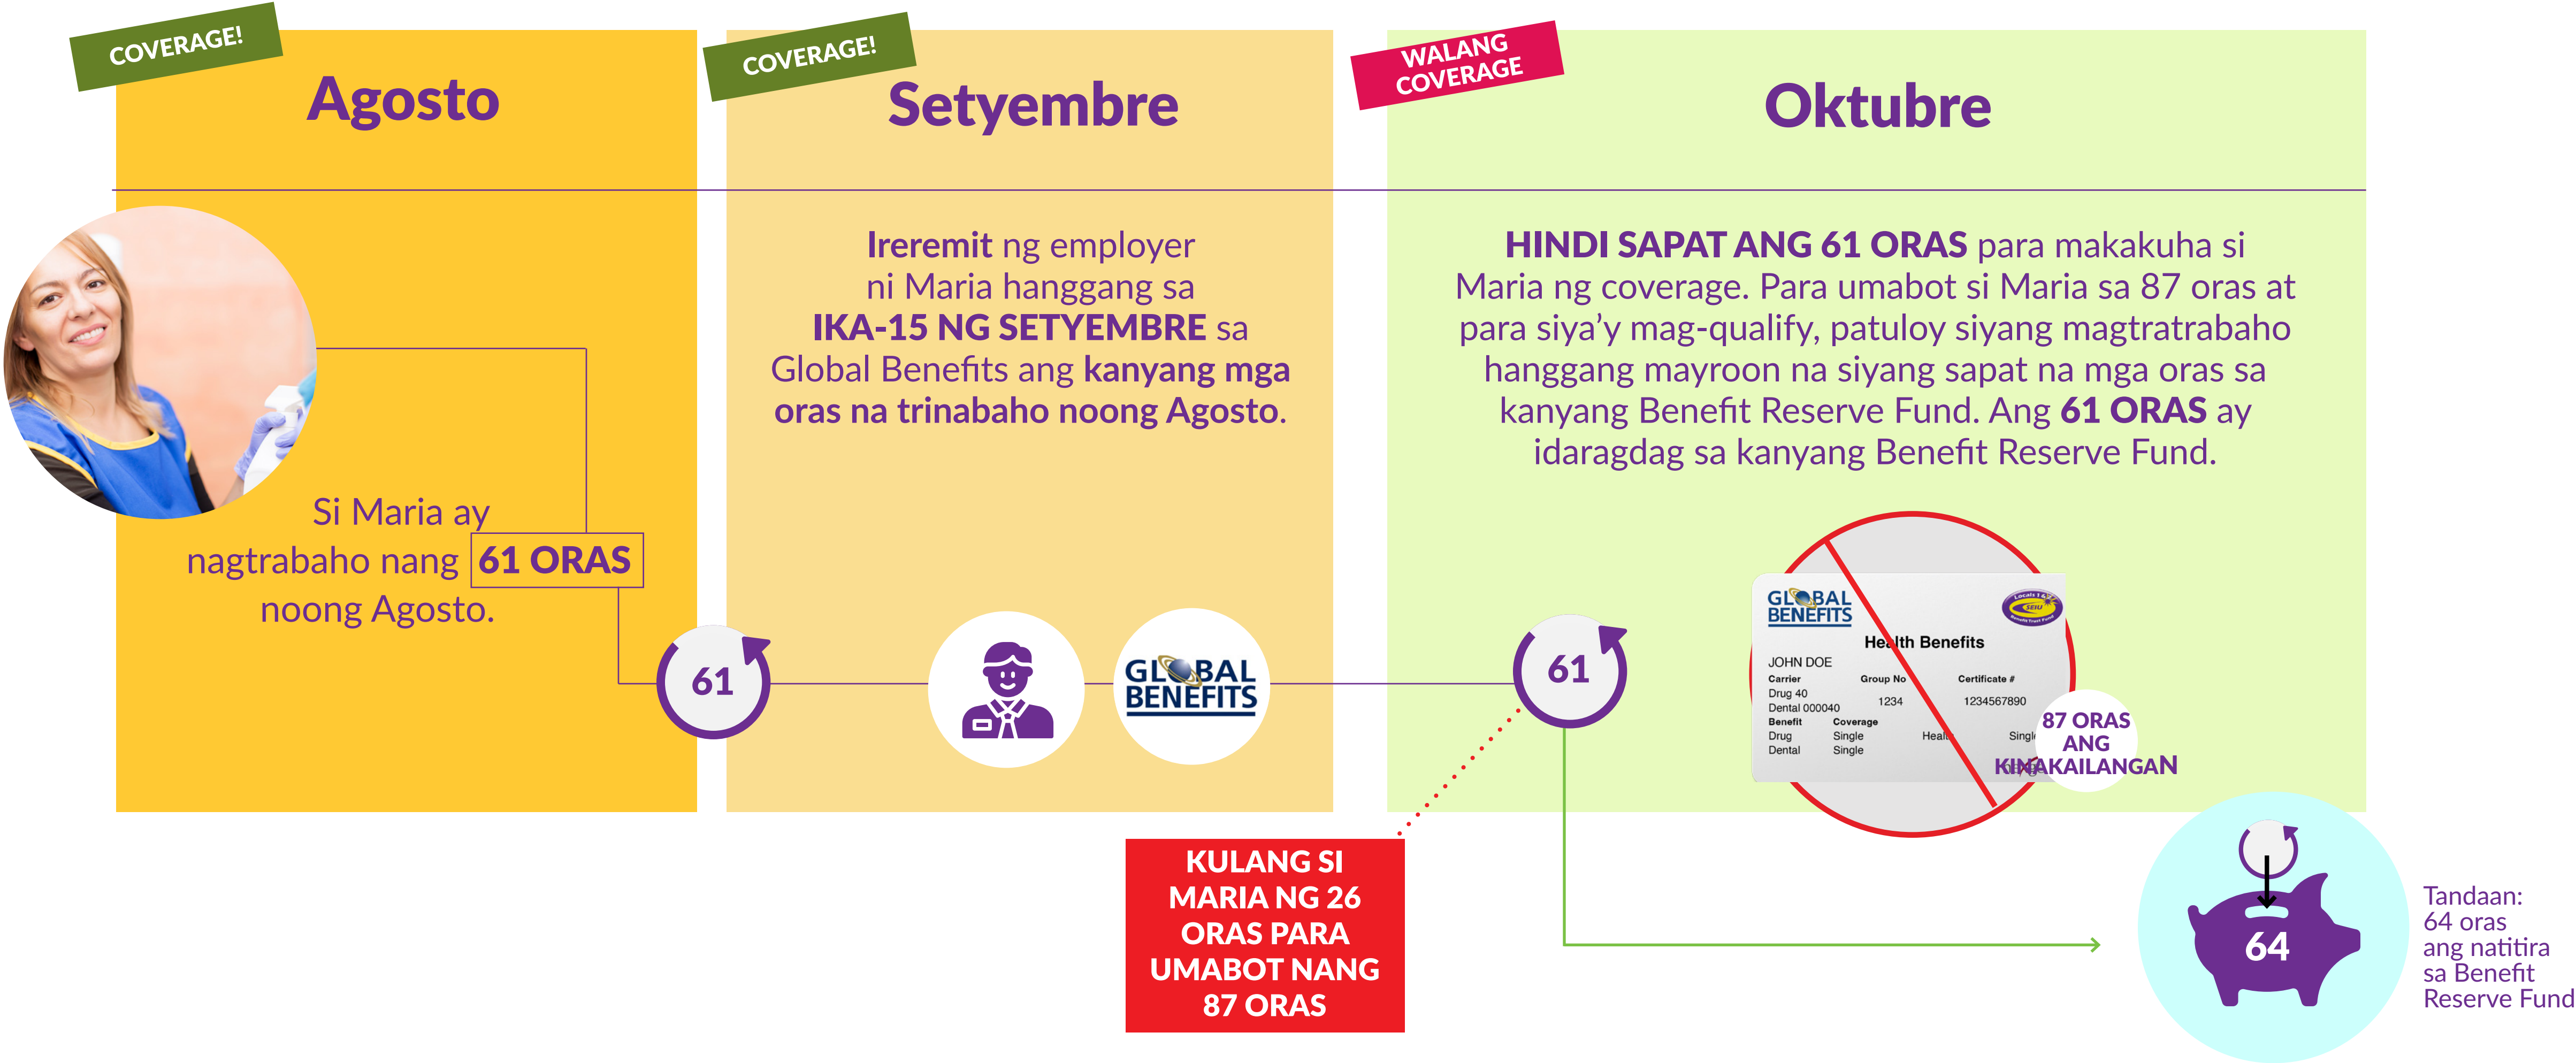 COVERAGE!
Agosto
Si Maria ay
nagtrabaho nang 61 ORAS
noong Agosto.
61
COVERAGE!
Setyembre
Ireremit ng employer
ni Maria hanggang sa
IKA-15 NG SETYEMBRE sa
Global Benefits ang kanyang mga
oras na trinabaho noong Agosto.
GLOBAL
BENEFITS
WALANG
COVERAGE
Oktubre
HINDI SAPAT ANG 61 ORAS para makakuha si
Maria ng coverage. Para umabot si Maria sa 87 oras at
para siya’y mag-qualify, patuloy siyang magtratrabaho
hanggang mayroon na siyang sapat na mga oras sa
kanyang Benefit Reserve Fund. Ang 61 ORAS ay
idaragdag sa kanyang Benefit Reserve Fund.
61
GLOBAL
BENEFITS
SEIU
Benefit Trust Fund
Health Benefits
JOHN DOE
Carrier Group No Certificate #
Drug 40
Dental 000040 1234 1234567890
Benefit Coverage
Drug Single Health Single
Dental Single
87 ORAS
ANG
KINAKAILANGAN
KULANG SI
MARIA NG 26
ORAS PARA
UMABOT NANG
87 ORAS
64
Tandaan:
64 oras
ang natitira
sa Benefit
Reserve Fund